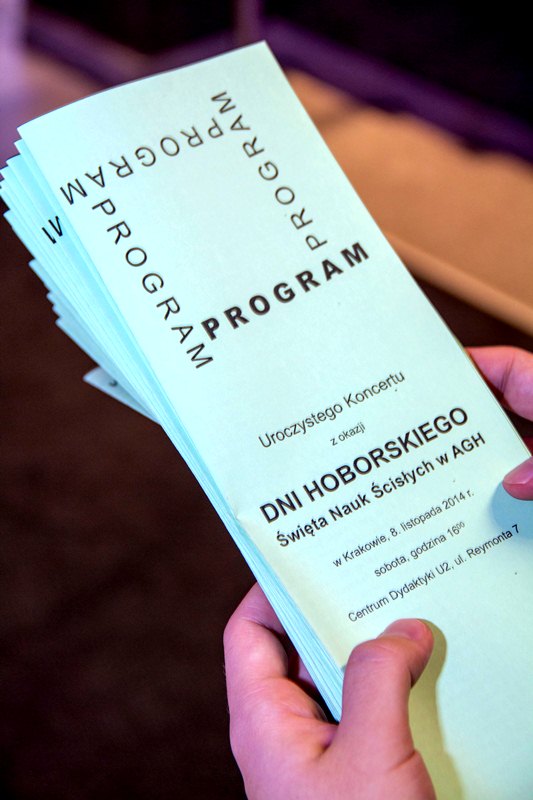 PROGRAM
PROGRAM
PROGRAM
PROGRAM
PROGRAM
Uroczystego Koncertu
z okazji
DNI HOBORSKIEGO
Święta Nauk Ścisłych w AGH
w Krakowie, 8. listopada 2014 r.
sobota, godzina 16⁰⁰
Centrum Dydaktyki U2, ul. Reymonta 7